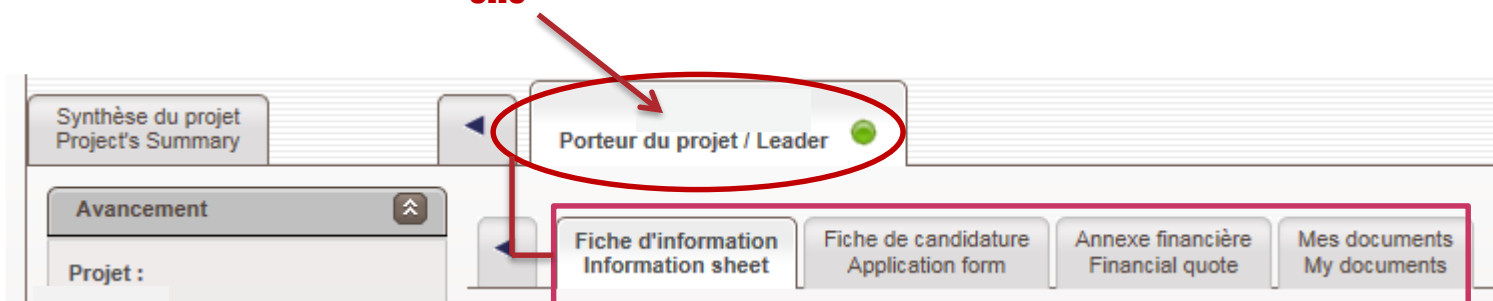 Synthèse du projet
Project's Summary
Porteur du projet / Leader
Avancement
Projet :
Fiche d'information
Information sheet
Fiche de candidature
Application form
Annexe financière
Financial quote
Mes documents
My documents